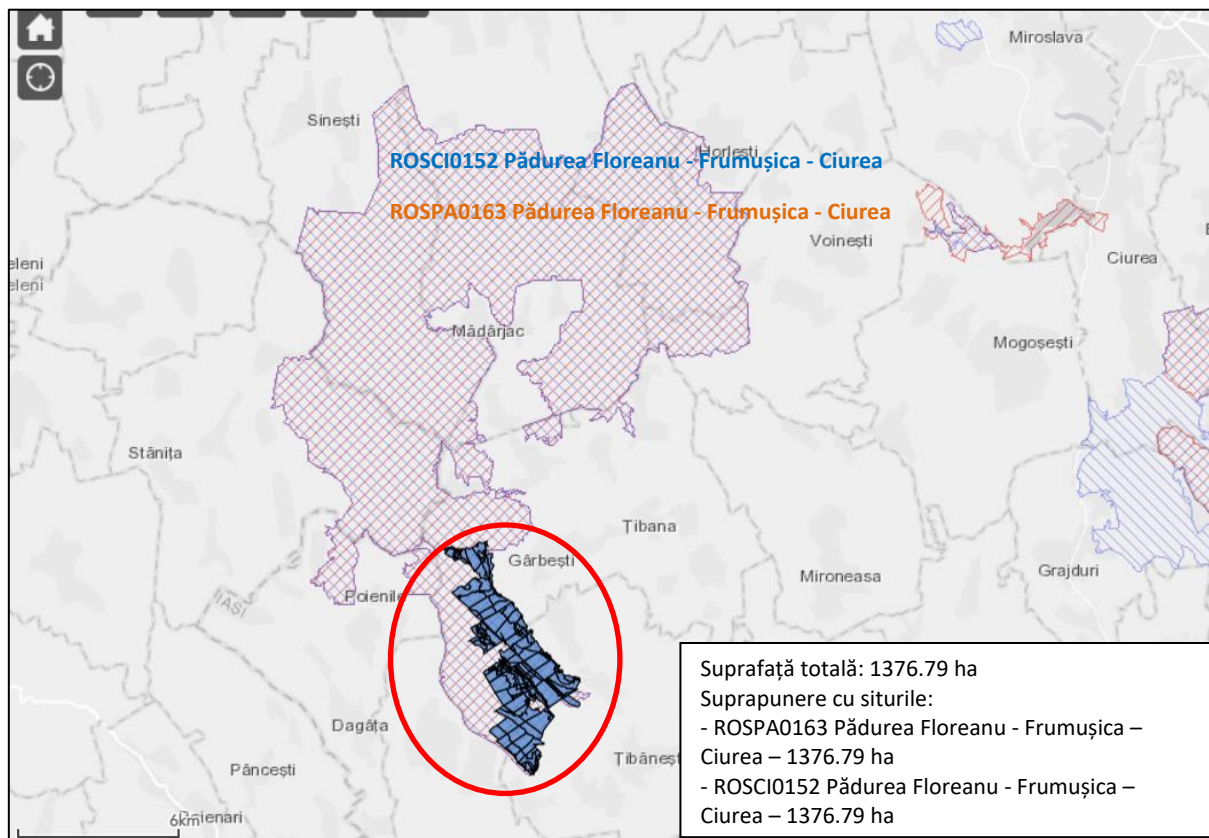 Miroslava
Sinești
Horlești
ROSCI0152 Pădurea Floreanu - Frumușica - Ciurea
ROSPA0163 Pădurea Floreanu - Frumușica - Ciurea
Voinești
Ciurea
eleni
eleni
Mădârjac
Mogoșești
Stănița
Țibana
Gârbești
Mironeasa
Grajduri
Poienile
IAȘI
Dagâța
Țibănești
Pâncești
Poienari
6km
Suprafață totală: 1376.79 ha
Suprapunere cu siturile:
- ROSPA0163 Pădurea Floreanu - Frumușica –
Ciurea – 1376.79 ha
- ROSCI0152 Pădurea Floreanu - Frumușica –
Ciurea – 1376.79 ha